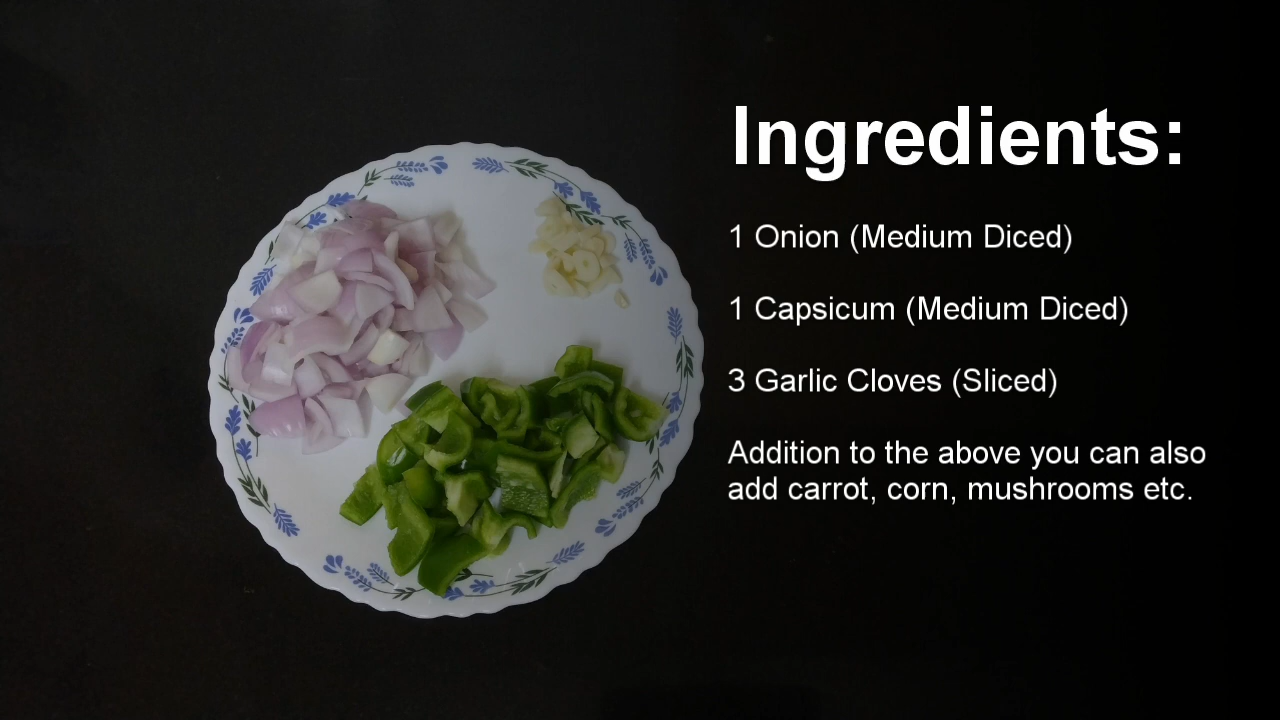 Ingredients:
1 Onion (Medium Diced)
1 Capsicum (Medium Diced)
3 Garlic Cloves (Sliced)
Addition to the above you can also
add carrot, corn, mushrooms etc.